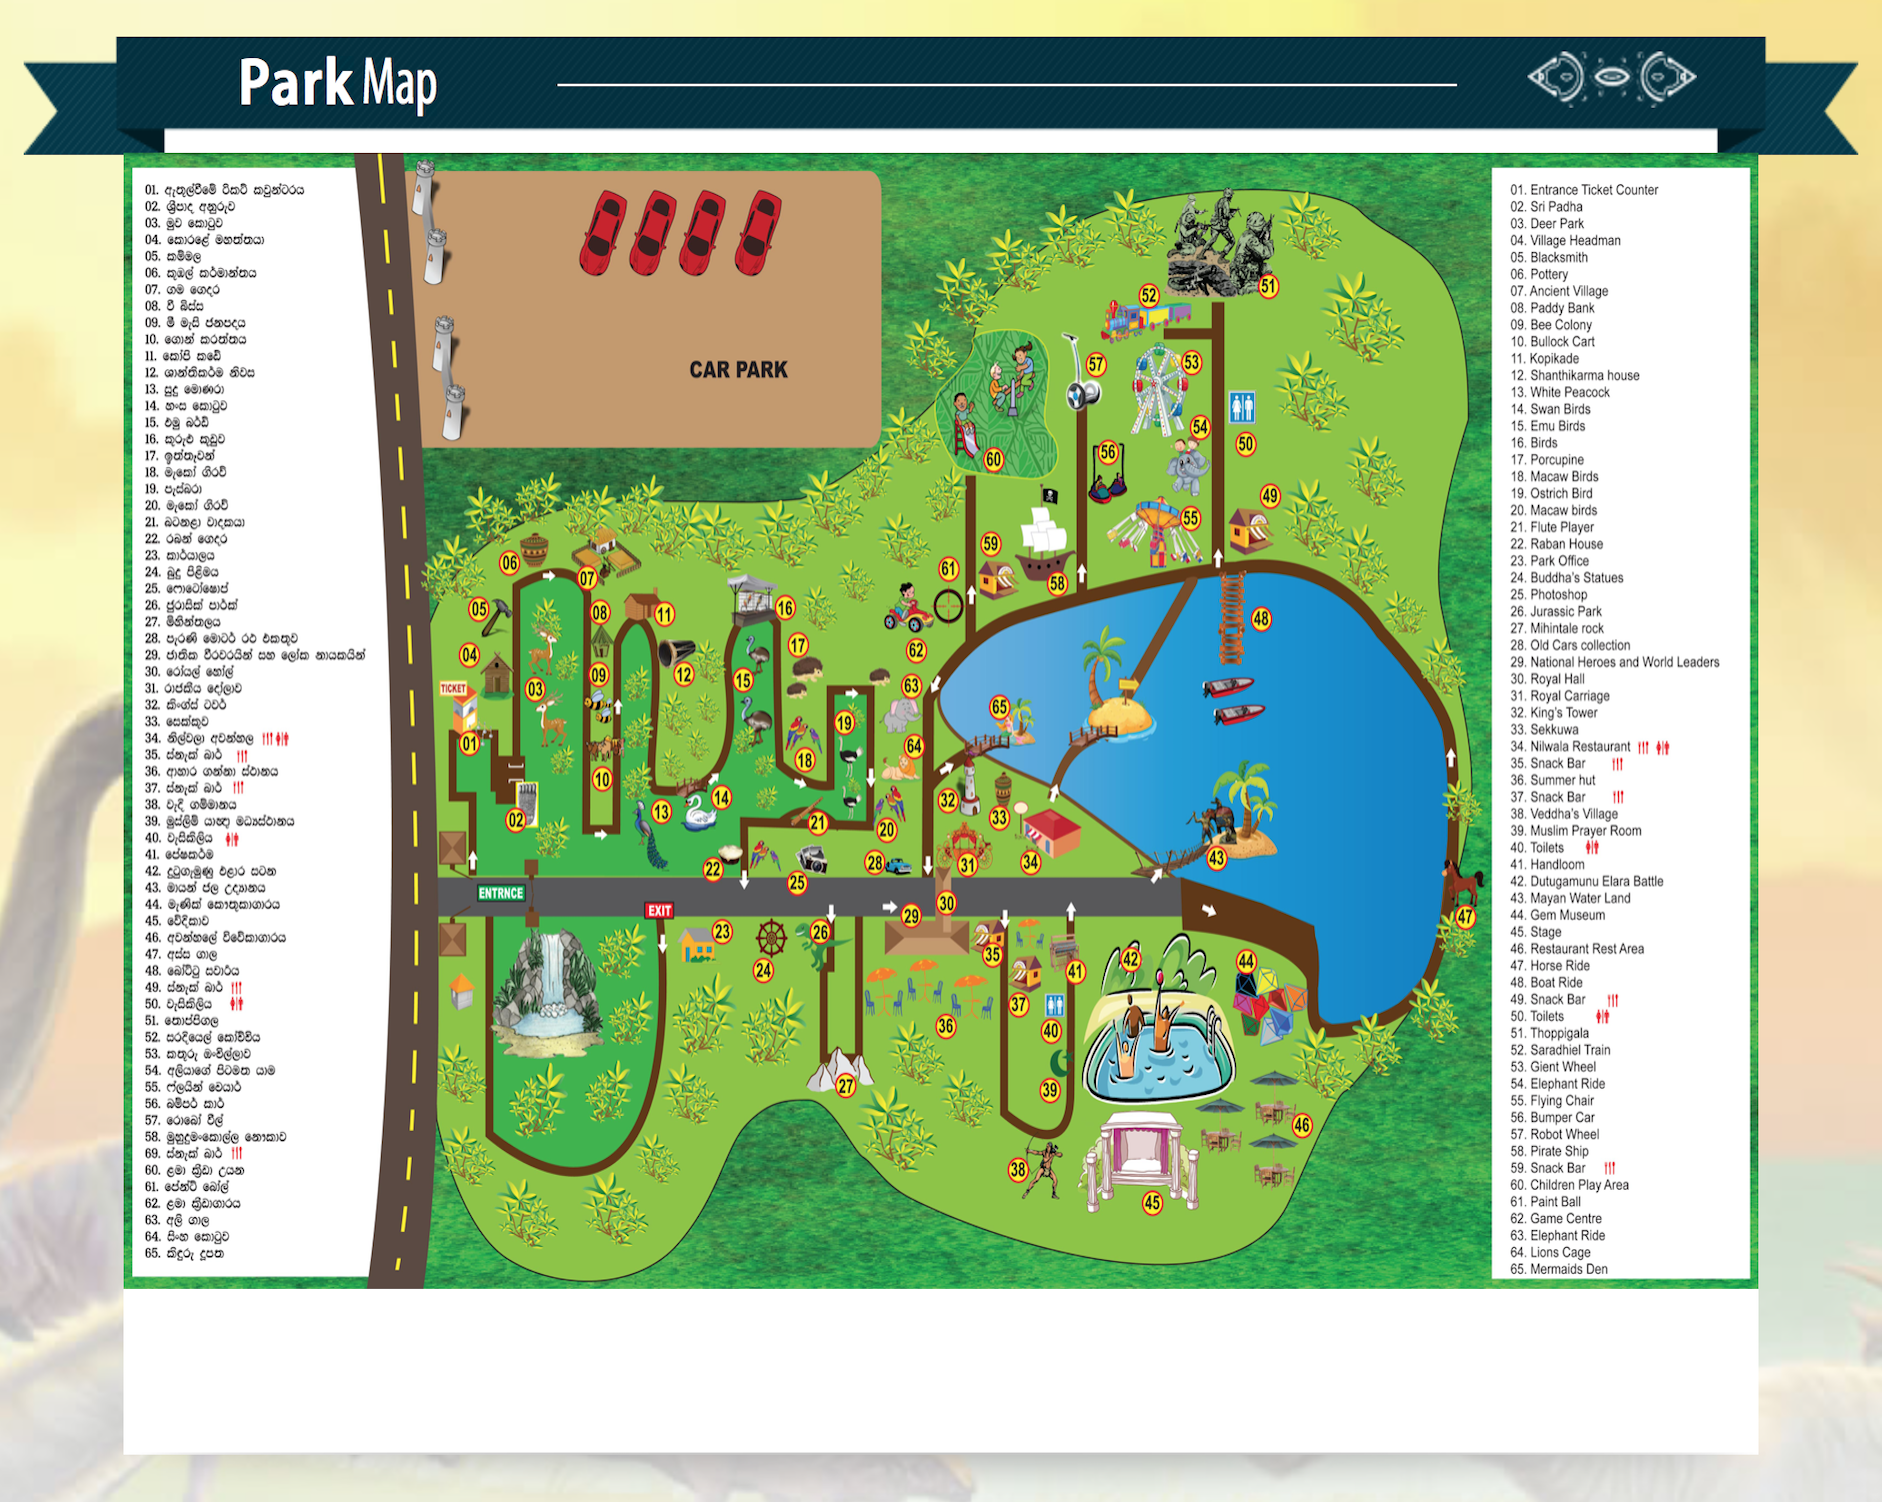 Park Map
01. ඇතුල්වීමේ ටිකට් කවුන්ටරය
02. ශ්‍රීපාද අනුරුව
03. මුව කොටුව
04. කොරළේ මහත්තයා
05. කම්මල
06. කුඹල් කර්මාන්තය
07. ගම ගෙදර
08. වී බිස්ස
09. මී මැසි ජනපදය
10. ගොන් කරත්තය
11. කෝපි කඩේ
12. ශාන්තිකර්ම නිවස
13. සුදු මොණරා
14. හංස කොටුව
15. එමු බර්ඩ්
16. කුරුළු කූඩුව
17. ඉත්තෑවන්
18. මැකෝ ගිරව්
19. පැස්බරා
20. මැකෝ ගිරව්
21. බටනළා වාදකයා
22. රබන් ගෙදර
23. කාර්යාලය
24. බුදු පිළිමය
25. ෆොටෝෂොප්
26. ජුරාසික් පාර්ක්
27. මිහින්තලය
28. පැරණි මොටර් රථ එකතුව
29. ජාතික වීරවරයින් සහ ලෝක නායකයින්
30. රෝයල් හෝල්
31. රාජකීය දෝලාව
32. කිංග්ස් ටවර්
33. සෙක්කුව
34. නිල්වලා අවන්හල
35. ස්නැක් බාර්
36. ආහාර ගන්නා ස්ථානය
37. ස්නැක් බාර්
38. වැදි ගම්මානය
39. මුස්ලිම් යාඥා මධ්‍යස්ථානය
40. වැසිකිලිය
41. පේෂකර්ම
42. දුටුගැමුණු එළාර සටන
43. මායන් ජල උද්‍යානය
44. මැණික් කෞතුකාගාරය
45. වේදිකාව
46. අවන්හලේ විවේකාගාරය
47. අස්ස ගාල
48. බෝට්ටු සවාරිය
49. ස්නැක් බාර්
50. වැසිකිලිය
51. තොප්පිගල
52. සරදියෙල් කෝච්චිය
53. කතුරු ඔංචිල්ලාව
54. අලියාගේ පිටමත යාම
55. ෆ්ලයින් චෙයාර්
56. බම්පර් කාර්
57. රොබෝ වීල්
58. මුහුදුමංකොල්ල නෞකාව
69. ස්නැක් බාර්
60. ළමා ක්‍රීඩා උයන
61. පේන්ට් බෝල්
62. ළමා ක්‍රීඩාගාරය
63. අලි ගාල
64. සිංහ කොටුව
65. කිඳුරු දූපත
CAR PARK
TICKET
ENTRNCE
EXIT
01
02
03
04
05
06
07
08
09
10
11
12
13
14
15
16
17
18
19
20
21
22
23
24
25
26
27
28
29
30
31
32
33
34
35
36
37
38
39
40
41
42
43
44
45
46
47
48
49
50
51
52
53
54
55
56
57
58
59
60
61
62
63
64
65
01. Entrance Ticket Counter
02. Sri Padha
03. Deer Park
04. Village Headman
05. Blacksmith
06. Pottery
07. Ancient Village
08. Paddy Bank
09. Bee Colony
10. Bullock Cart
11. Kopikade
12. Shanthikarma house
13. White Peacock
14. Swan Birds
15. Emu Birds
16. Birds
17. Porcupine
18. Macaw Birds
19. Ostrich Bird
20. Macaw birds
21. Flute Player
22. Raban House
23. Park Office
24. Buddha's Statues
25. Photoshop
26. Jurassic Park
27. Mihintale rock
28. Old Cars collection
29. National Heroes and World Leaders
30. Royal Hall
31. Royal Carriage
32. King's Tower
33. Sekkuwa
34. Nilwala Restaurant
35. Snack Bar
36. Summer hut
37. Snack Bar
38. Veddha's Village
39. Muslim Prayer Room
40. Toilets
41. Handloom
42. Dutugamunu Elara Battle
43. Mayan Water Land
44. Gem Museum
45. Stage
46. Restaurant Rest Area
47. Horse Ride
48. Boat Ride
49. Snack Bar
50. Toilets
51. Thoppigala
52. Saradhiel Train
53. Gient Wheel
54. Elephant Ride
55. Flying Chair
56. Bumper Car
57. Robot Wheel
58. Pirate Ship
59. Snack Bar
60. Children Play Area
61. Paint Ball
62. Game Centre
63. Elephant Ride
64. Lions Cage
65. Mermaids Den